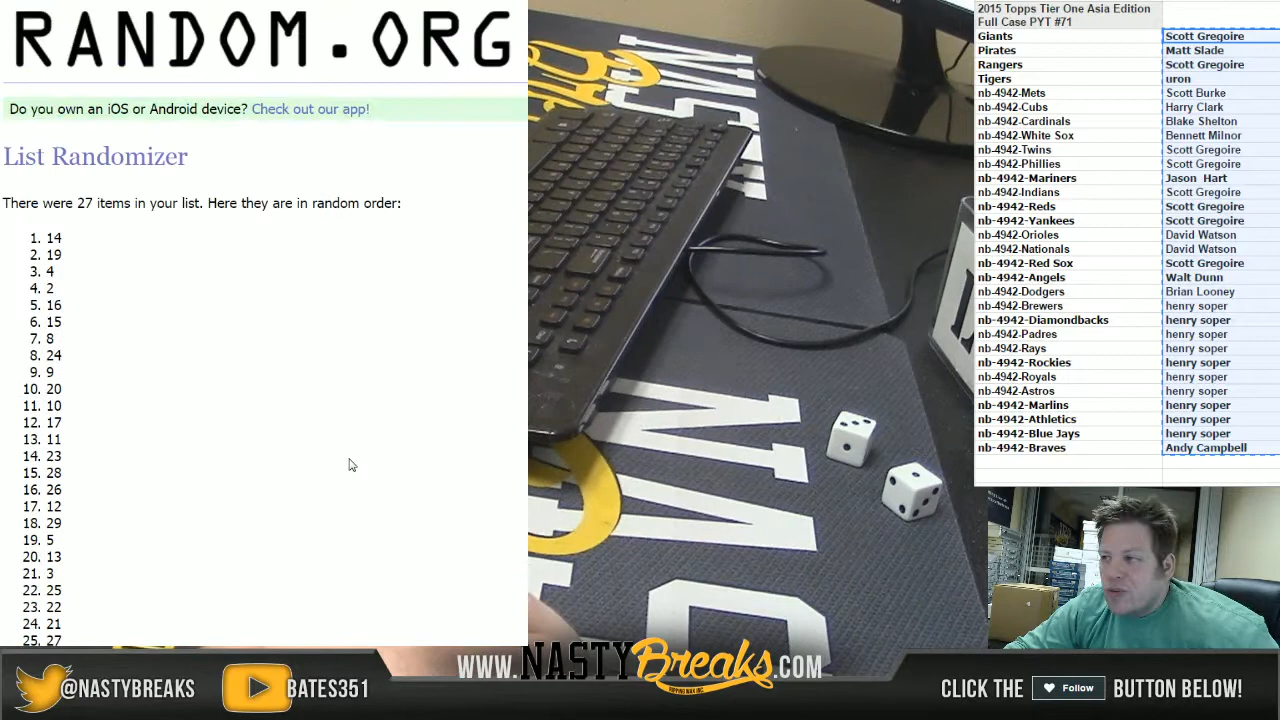 RANDOM.ORG
Do you own an iOS or Android device? Check out our app!
List Randomizer
There were 27 items in your list. Here they are in random order:
1. 14
2. 19
3. 4
4. 2
5. 16
6. 15
7. 8
8. 24
9. 9
10. 20
11. 10
12. 17
13. 11
14. 23
15. 28
16. 26
17. 12
18. 29
19. 5
20. 13
21. 3
22. 25
23. 22
24. 21
25. 27
2015 Topps Tier One Asia Edition
Full Case PYT #71
Giants Scott Gregoire
Pirates Matt Slade
Rangers Scott Gregoire
Tigers uron
nb-4942-Mets Scott Burke
nb-4942-Cubs Harry Clark
nb-4942-Cardinals Blake Shelton
nb-4942-White Sox Bennett Milnor
nb-4942-Twins Scott Gregoire
nb-4942-Phillies Scott Gregoire
nb-4942-Mariners Jason Hart
nb-4942-Indians Scott Gregoire
nb-4942-Reds Scott Gregoire
nb-4942-Yankees Scott Gregoire
nb-4942-Orioles David Watson
nb-4942-Nationals David Watson
nb-4942-Red Sox Scott Gregoire
nb-4942-Angels Walt Dunn
nb-4942-Dodgers Brian Looney
nb-4942-Brewers henry soper
nb-4942-Diamondbacks henry soper
nb-4942-Padres henry soper
nb-4942-Rays henry soper
nb-4942-Rockies henry soper
nb-4942-Royals henry soper
nb-4942-Astros henry soper
nb-4942-Marlins henry soper
nb-4942-Athletics henry soper
nb-4942-Blue Jays henry soper
nb-4942-Braves Andy Campbell
@NASTYBREAKS
BATES351
WWW.NASTYBreaks.COM
CLICK THE Follow BUTTON BELOW!